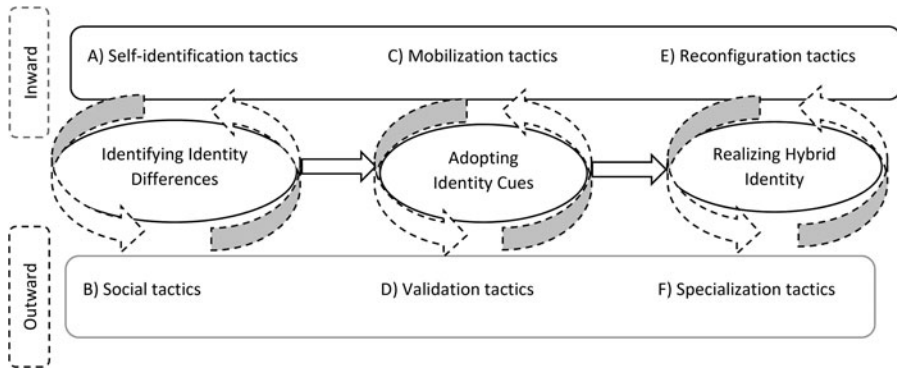 Inward
A) Self-identification tactics
C) Mobilization tactics
E) Reconfiguration tactics
Identifying Identity
Differences
Adopting
Identity Cues
Realizing Hybrid
Identity
Outward
B) Social tactics
D) Validation tactics
F) Specialization tactics